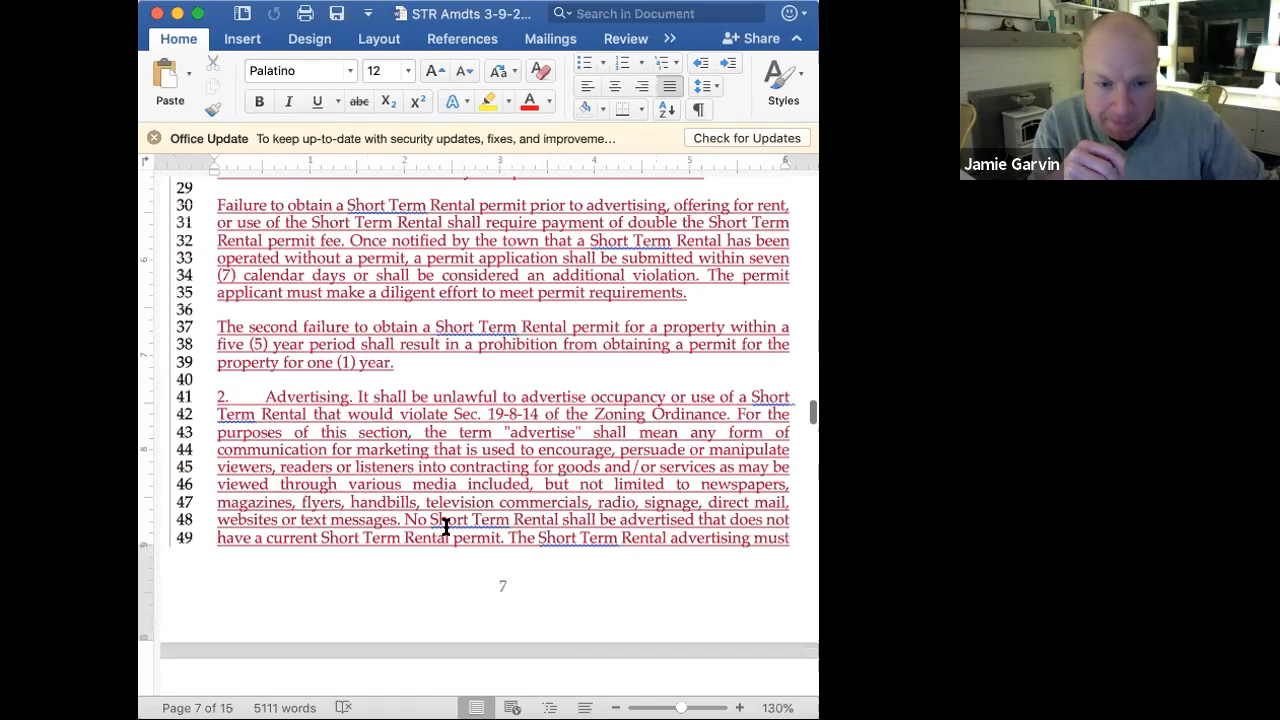 STR Amdts 3-9-2...
Search in Document
Home
Insert
Design
Layout
References
Mailings
Review
Share
Paste
Palatino
12
Styles
Office Update To keep up-to-date with security updates, fixes, and improveme...
Check for Updates
1 2 3 4 5 6
29
30 Failure to obtain a Short Term Rental permit prior to advertising, offering for rent,
31 or use of the Short Term Rental shall require payment of double the Short Term
32 Rental permit fee. Once notified by the town that a Short Term Rental has been
33 operated without a permit, a permit application shall be submitted within seven
34 (7) calendar days or shall be considered an additional violation. The permit
35 applicant must make a diligent effort to meet permit requirements.
36
37 The second failure to obtain a Short Term Rental permit for a property within a
38 five (5) year period shall result in a prohibition from obtaining a permit for the
39 property for one (1) year.
40
41 2. Advertising. It shall be unlawful to advertise occupancy or use of a Short
42 Term Rental that would violate Sec. 19-8-14 of the Zoning Ordinance. For the
43 purposes of this section, the term "advertise" shall mean any form of
44 communication for marketing that is used to encourage, persuade or manipulate
45 viewers, readers or listeners into contracting for goods and/or services as may be
46 viewed through various media included, but not limited to newspapers,
47 magazines, flyers, handbills, television commercials, radio, signage, direct mail,
48 websites or text messages. No Short Term Rental shall be advertised that does not
49 have a current Short Term Rental permit. The Short Term Rental advertising must
7
Page 7 of 15
5111 words
130%
Jamie Garvin